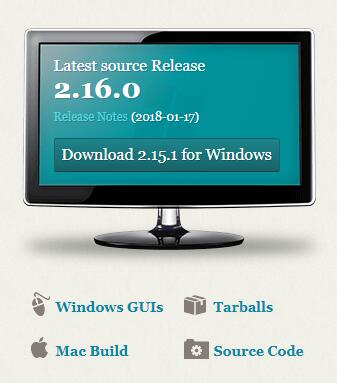 Latest source Release
2.16.0
Release Notes (2018-01-17)
Download 2.15.1 for Windows
Windows GUIs
Tarballs
Mac Build
Source Code